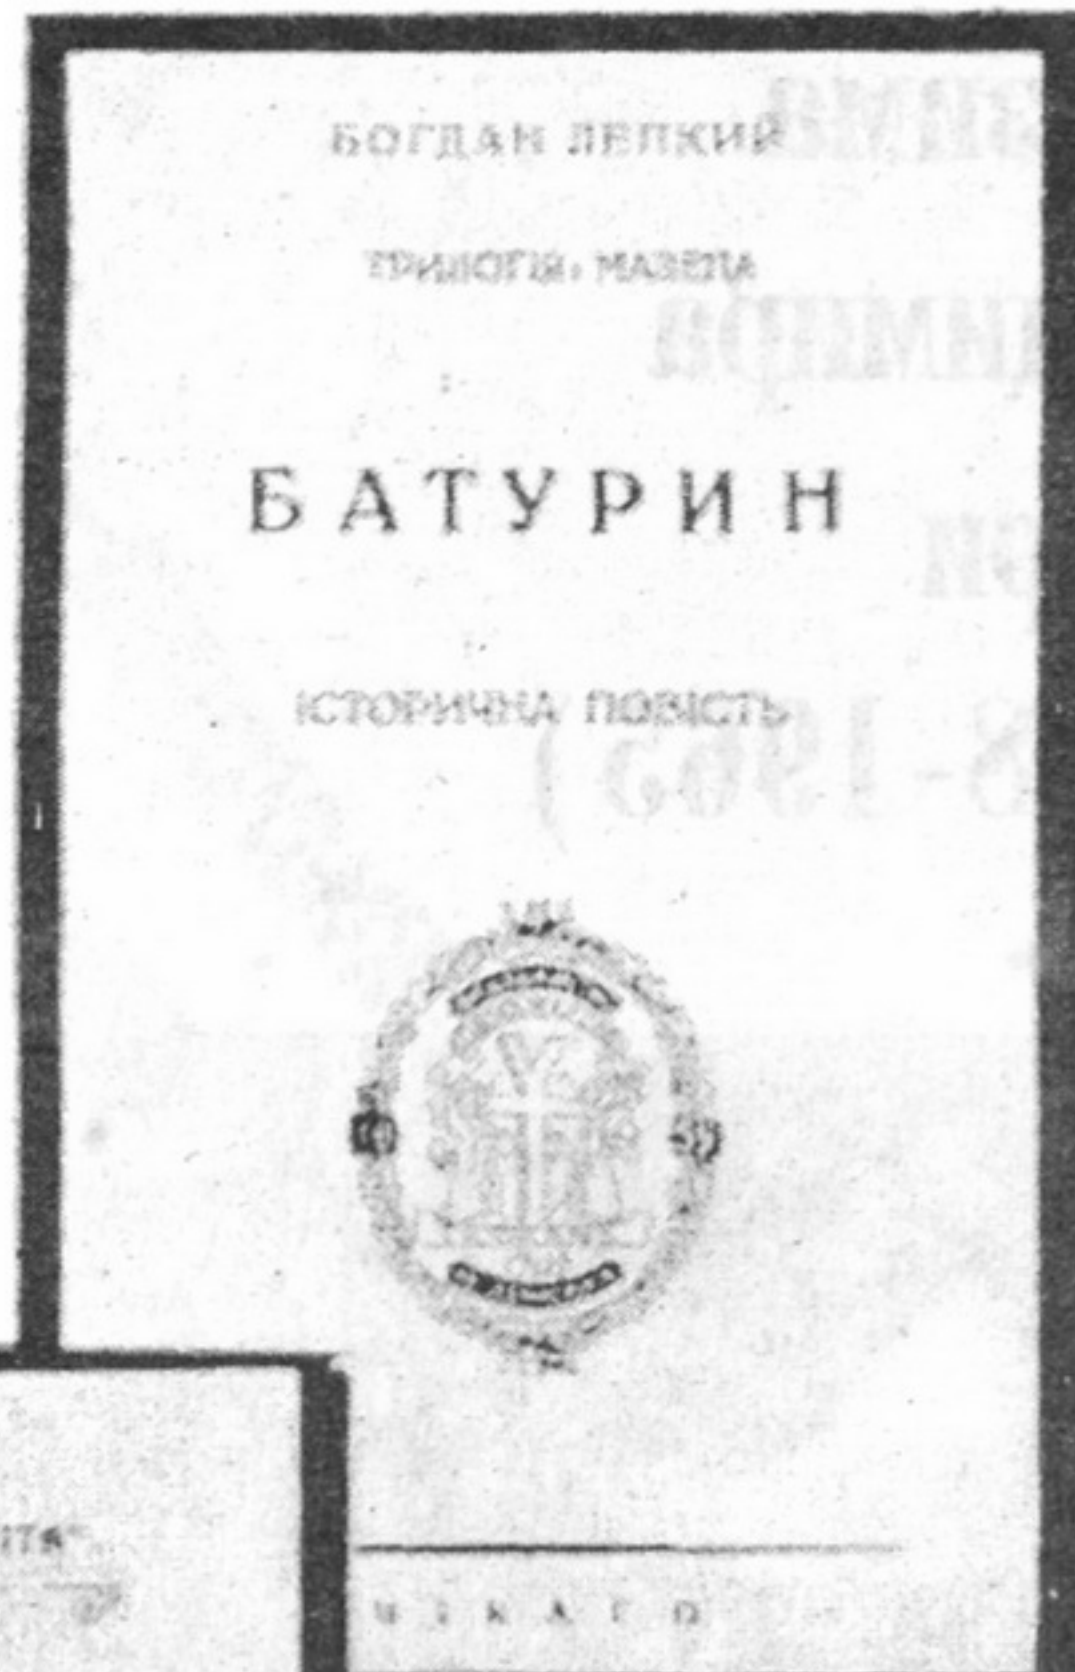 БОГДАН ЛЕПКИЙ
ТРИЛОГІЯ: МАЗЕПА
БАТУРИН
ІСТОРИЧНА ПОВІСТЬ
ЧІКАГО